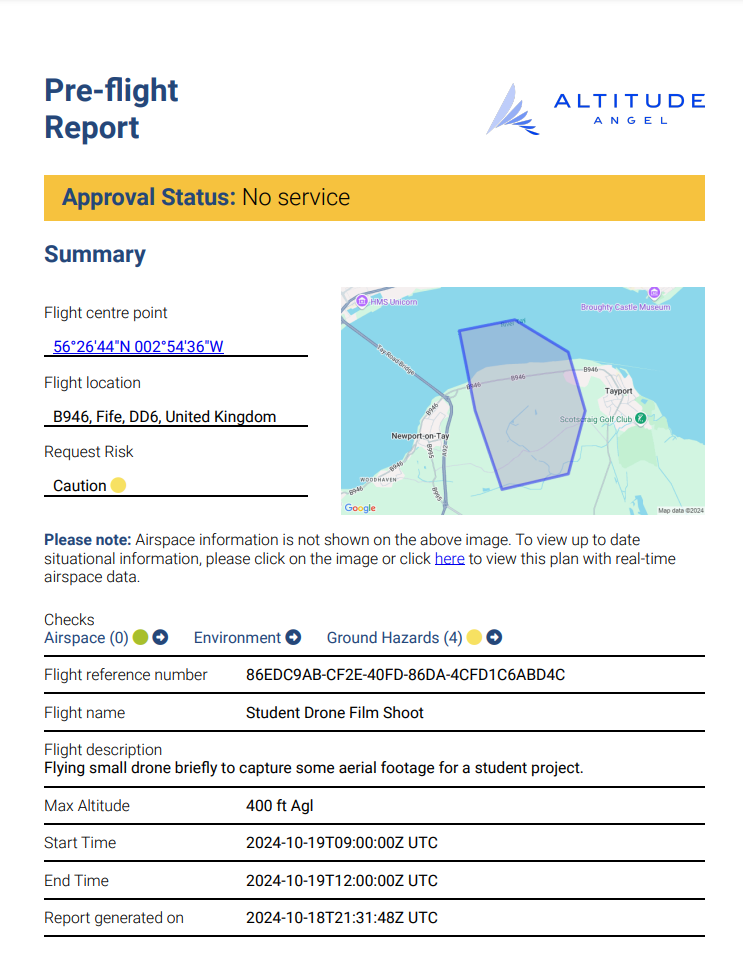 Pre-flight
Report
ALTITUDE
ANGEL
Approval Status: No service
Summary
Flight centre point
56°26'44"N 002°54'36"W
Flight location
B946, Fife, DD6, United Kingdom
Request Risk
Caution
HMS Unicorn
Broughty Castle Museum
River Tay
Tay Road Bridge
B946
B946
Tayport
B946
Scotscraig Golf Club
Newport-on-Tay
B995
A92
WOODHAVEN
B946
B946
B995
Google
Map data ©2024
Please note: Airspace information is not shown on the above image. To view up to date
situational information, please click on the image or click here to view this plan with real-time
airspace data.
Checks
Airspace (0) Environment Ground Hazards (4)
Flight reference number 86EDC9AB-CF2E-40FD-86DA-4CFD1C6ABD4C
Flight name Student Drone Film Shoot
Flight description
Flying small drone briefly to capture some aerial footage for a student project.
Max Altitude 400 ft Agl
Start Time 2024-10-19T09:00:00Z UTC
End Time 2024-10-19T12:00:00Z UTC
Report generated on 2024-10-18T21:31:48Z UTC